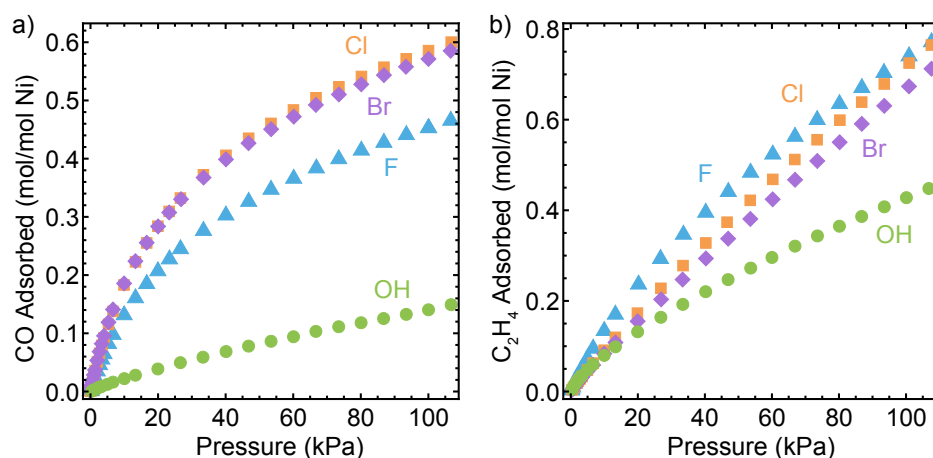 a)
CO Adsorbed (mol/mol Ni)
0.6
0.5
0.4
0.3
0.2
0.1
0.0
Cl
Br
F
OH
0 20 40 60 80 100
Pressure (kPa)
b)
C₂H₄ Adsorbed (mol/mol Ni)
0.8
0.6
0.4
0.2
0.0
F
Cl
Br
OH
0 20 40 60 80 100
Pressure (kPa)